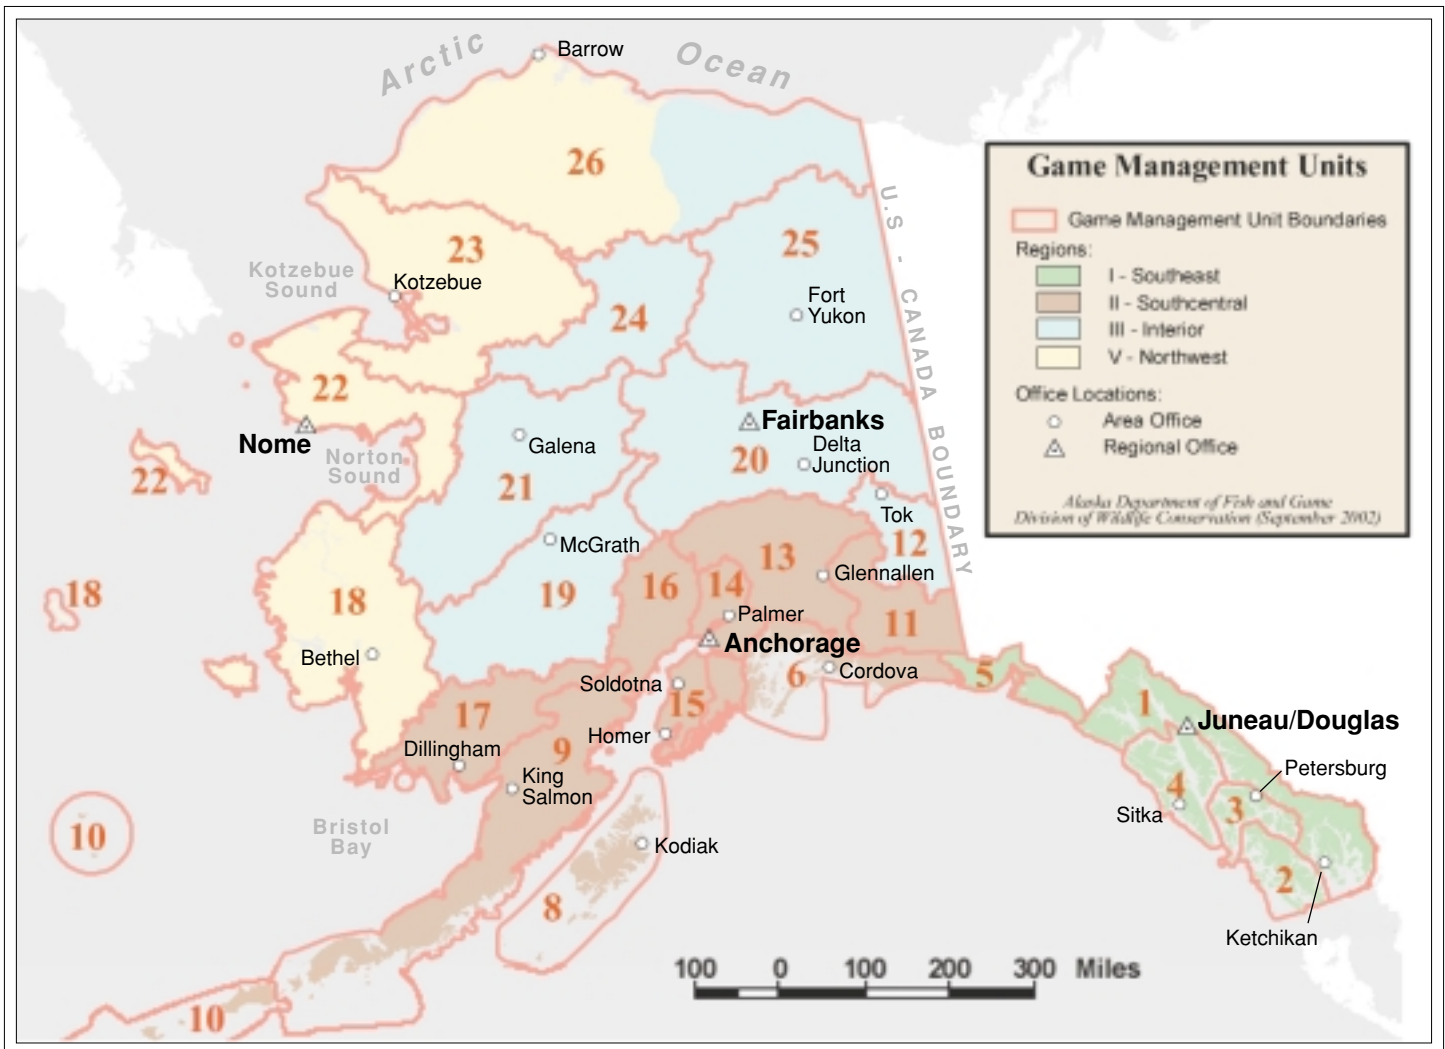 Arctic Ocean
Barrow
Game Management Units
Game Management Unit Boundaries
Regions:
I - Southeast
II - Southcentral
III - Interior
V - Northwest
Office Locations:
Area Office
Regional Office
Alaska Department of Fish and Game
Division of Wildlife Conservation (September 2002)
26
U.S - CANADA BOUNDARY
25
23
Kotzebue
Sound
Kotzebue
Fort
Yukon
24
22
Nome
Norton
Sound
22
Galena
21
Fairbanks
20
Delta
Junction
Tok
12
McGrath
13
Glennallen
18
18
19
16
14
Palmer
11
Anchorage
Bethel
6
Cordova
5
Soldotna
15
17
Homer
Dillingham
9
King
Salmon
1
Juneau/Douglas
Petersburg
4
Sitka
3
10
Bristol
Bay
Kodiak
8
2
Ketchikan
100 0 100 200 300 Miles
10